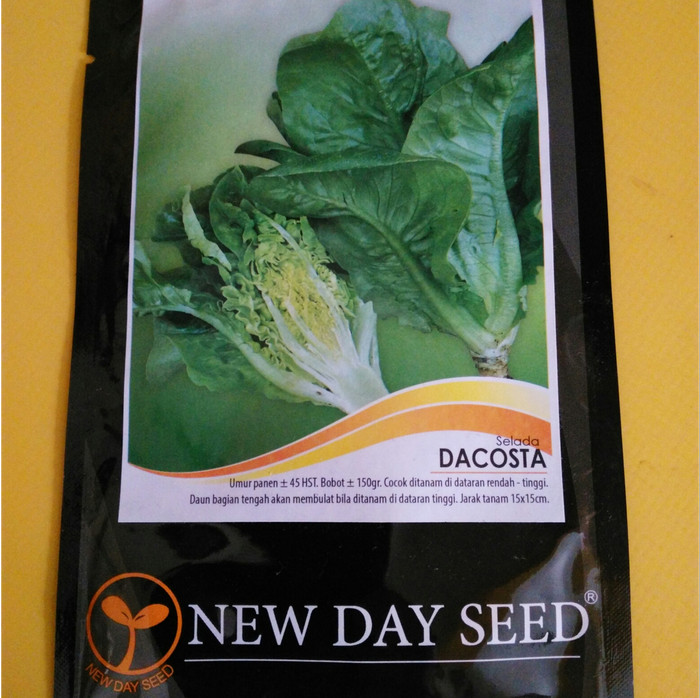 Selada
DACOSTA
Umur panen ± 45 HST. Bobot ± 150gr. Cocok ditanam di dataran rendah - tinggi.
Daun bagian tengah akan membulat bila ditanam di dataran tinggi. Jarak tanam 15x15cm.
NEW DAY SEED®
NEW DAY SEED